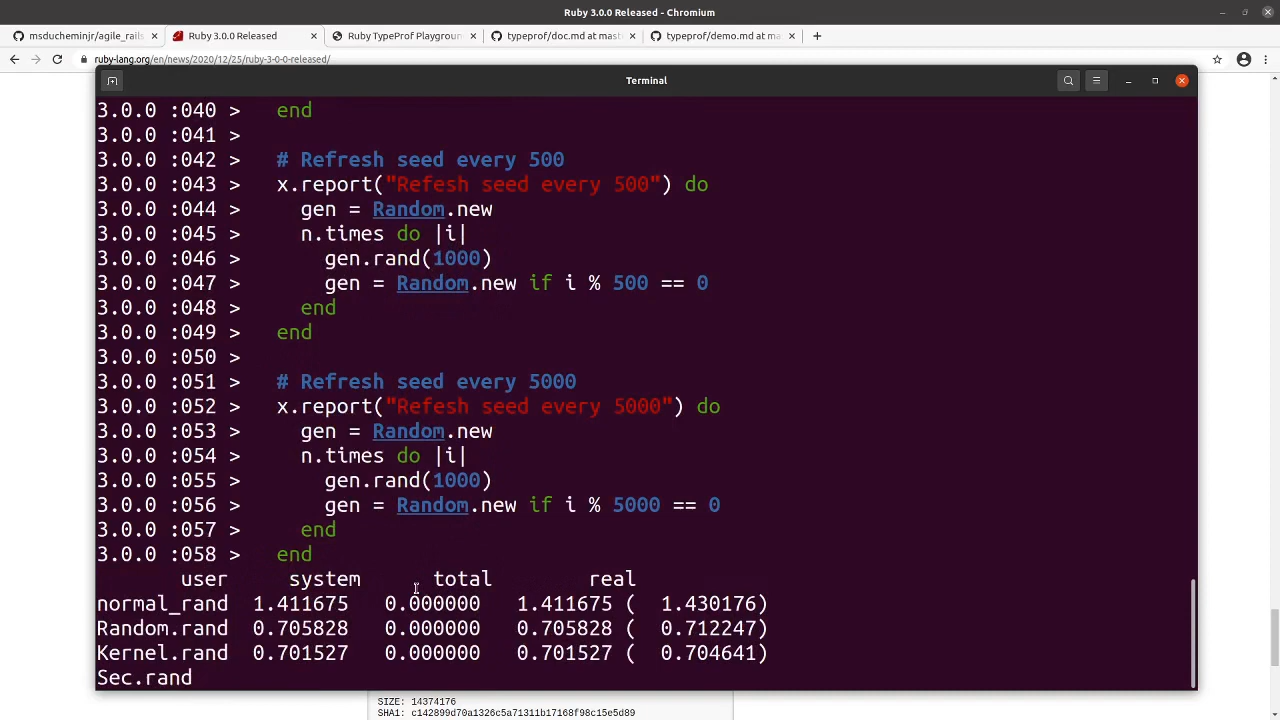 Ruby 3.0.0 Released - Chromium
msducheminjr/agile_rails
Ruby 3.0.0 Released
Ruby TypeProf Playground
typeprof/doc.md at mast
typeprof/demo.md at mas
ruby-lang.org/en/news/2020/12/25/ruby-3-0-0-released/
Terminal
3.0.0 :040 >   end
3.0.0 :041 >
3.0.0 :042 >   # Refresh seed every 500
3.0.0 :043 >   x.report("Refesh seed every 500") do
3.0.0 :044 >     gen = Random.new
3.0.0 :045 >     n.times do |i|
3.0.0 :046 >       gen.rand(1000)
3.0.0 :047 >       gen = Random.new if i % 500 == 0
3.0.0 :048 >     end
3.0.0 :049 >   end
3.0.0 :050 >
3.0.0 :051 >   # Refresh seed every 5000
3.0.0 :052 >   x.report("Refesh seed every 5000") do
3.0.0 :053 >     gen = Random.new
3.0.0 :054 >     n.times do |i|
3.0.0 :055 >       gen.rand(1000)
3.0.0 :056 >       gen = Random.new if i % 5000 == 0
3.0.0 :057 >     end
3.0.0 :058 >   end
       user     system      total        real
normal_rand  1.411675   0.000000   1.411675 (  1.430176)
Random.rand  0.705828   0.000000   0.705828 (  0.712247)
Kernel.rand  0.701527   0.000000   0.701527 (  0.704641)
Sec.rand
SIZE: 14374176
SHA1: c142899d70a1326c5a71311b17168f98c15e5d89